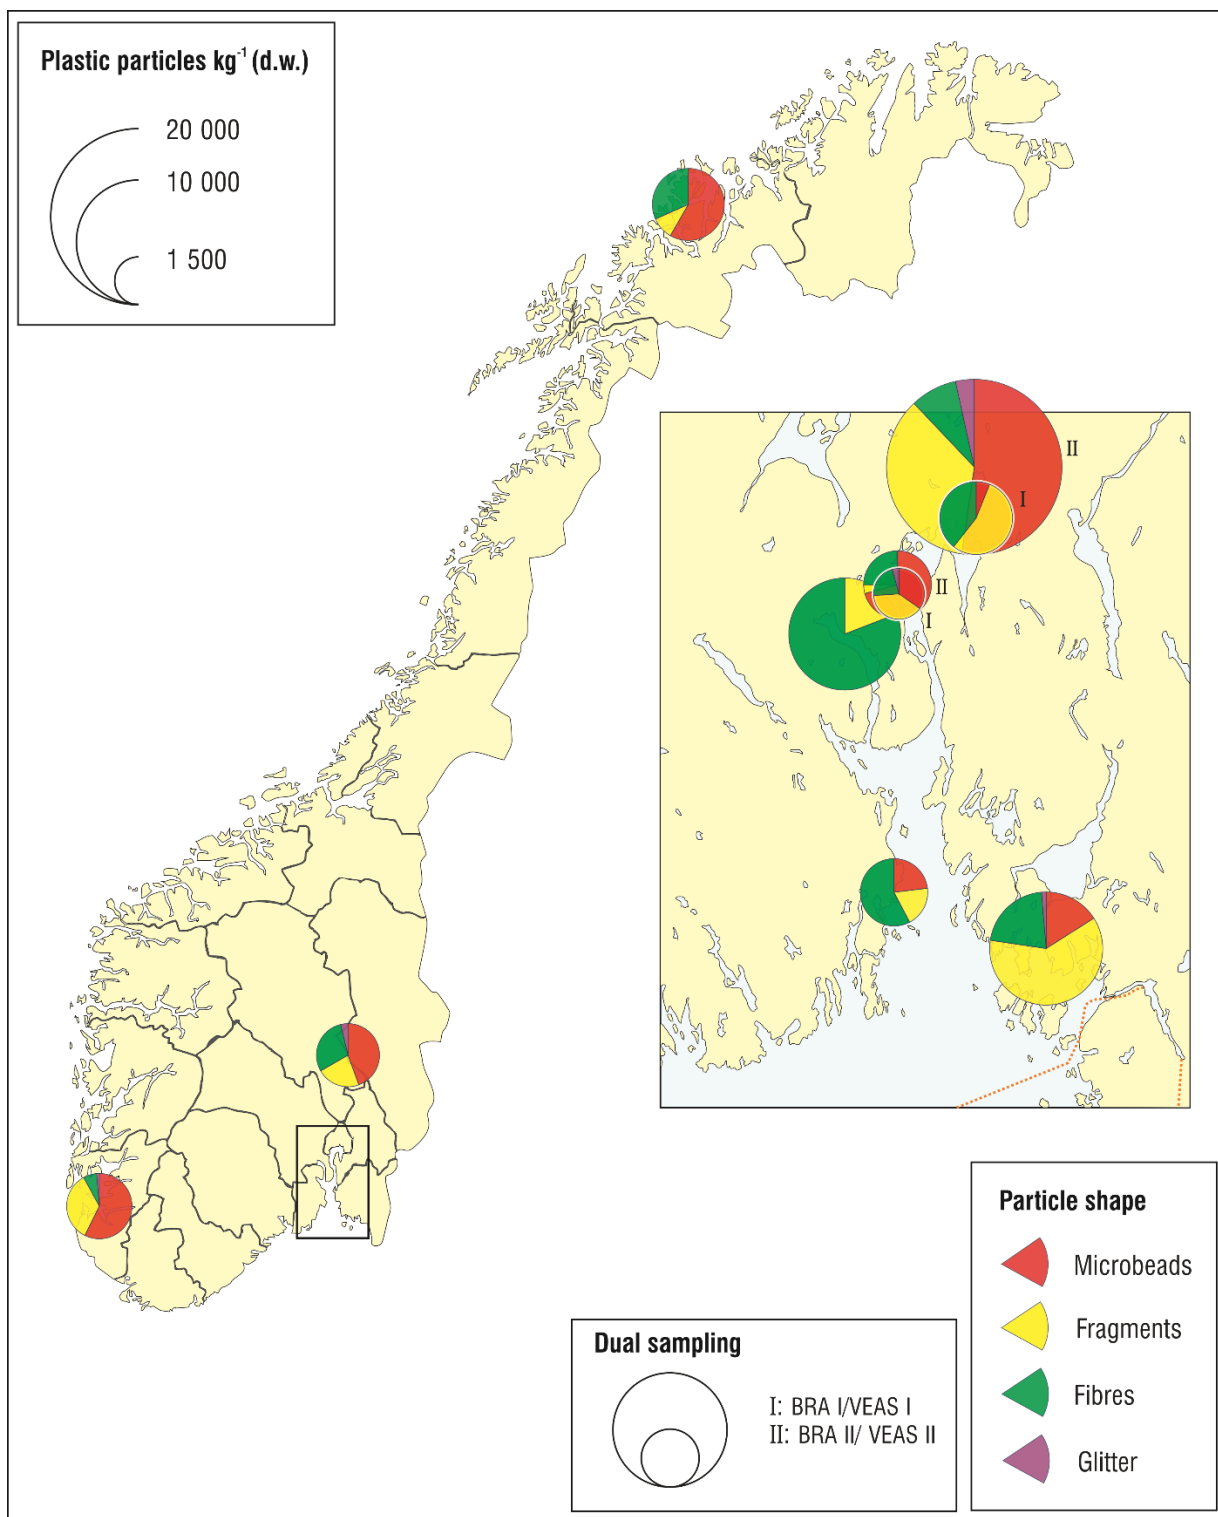 Plastic particles kg⁻¹ (d.w.)
20 000
10 000
1 500
II
I
II
I
Particle shape
Microbeads
Fragments
Fibres
Glitter
Dual sampling
I: BRA I/VEAS I
II: BRA II/ VEAS II